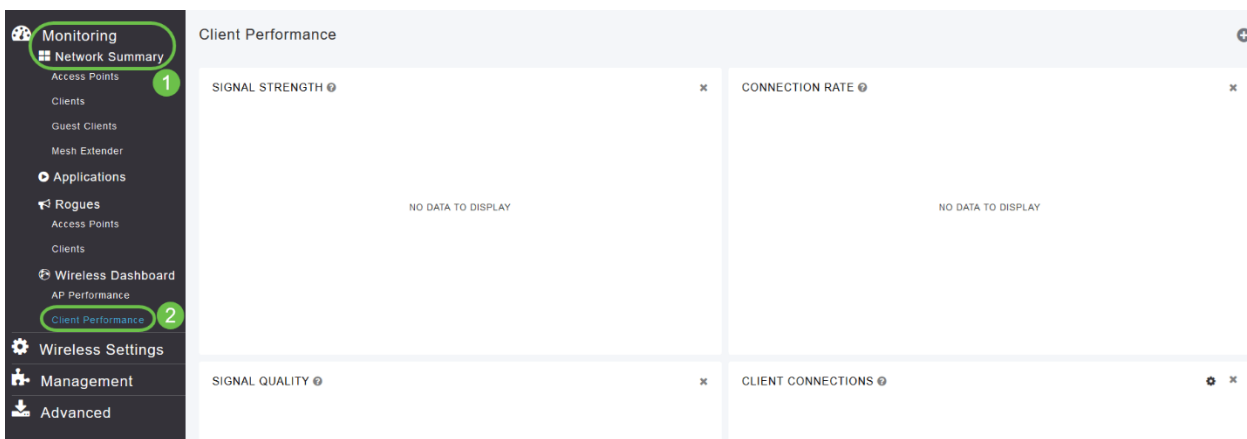 Monitoring
Network Summary
1
Access Points
Clients
Guest Clients
Mesh Extender
Applications
Rogues
Access Points
Clients
Wireless Dashboard
AP Performance
Client Performance
2
Wireless Settings
Management
Advanced
Client Performance
SIGNAL STRENGTH
NO DATA TO DISPLAY
CONNECTION RATE
NO DATA TO DISPLAY
SIGNAL QUALITY
CLIENT CONNECTIONS